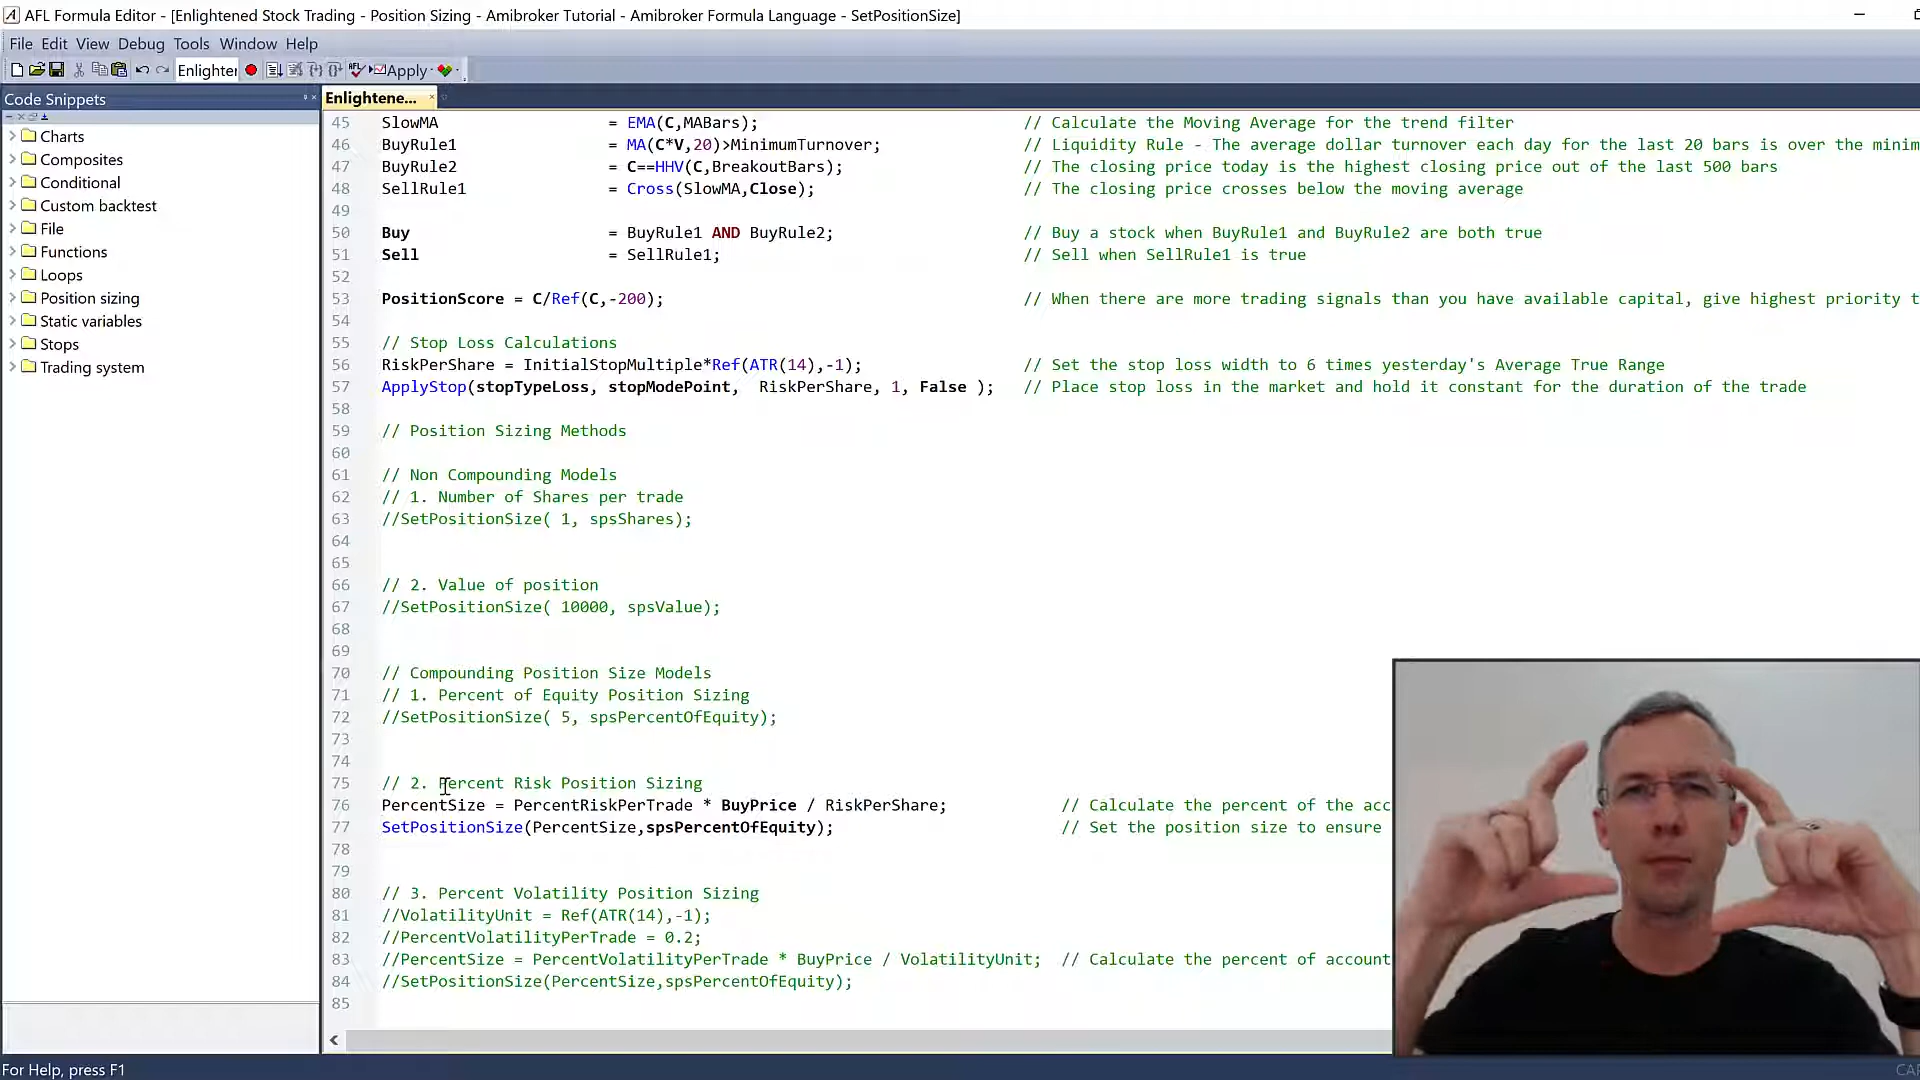 AFL Formula Editor - [Enlightened Stock Trading - Position Sizing - Amibroker Tutorial - Amibroker Formula Language - SetPositionSize]
File Edit View Debug Tools Window Help
Enlighter Apply
Code Snippets
Enlightene...
Charts
Composites
Conditional
Custom backtest
File
Functions
Loops
Position sizing
Static variables
Stops
Trading system
45 SlowMA = EMA(C,MABars); // Calculate the Moving Average for the trend filter
46 BuyRule1 = MA(C*V,20)>MinimumTurnover; // Liquidity Rule - The average dollar turnover each day for the last 20 bars is over the minim
47 BuyRule2 = C==HHV(C,BreakoutBars); // The closing price today is the highest closing price out of the last 500 bars
48 SellRule1 = Cross(SlowMA,Close); // The closing price crosses below the moving average
49
50 Buy = BuyRule1 AND BuyRule2; // Buy a stock when BuyRule1 and BuyRule2 are both true
51 Sell = SellRule1; // Sell when SellRule1 is true
52
53 PositionScore = C/Ref(C,-200); // When there are more trading signals than you have available capital, give highest priority t
54
55 // Stop Loss Calculations
56 RiskPerShare = InitialStopMultiple*Ref(ATR(14),-1); // Set the stop loss width to 6 times yesterday's Average True Range
57 ApplyStop(stopTypeLoss, stopModePoint, RiskPerShare, 1, False ); // Place stop loss in the market and hold it constant for the duration of the trade
58
59 // Position Sizing Methods
60
61 // Non Compounding Models
62 // 1. Number of Shares per trade
63 //SetPositionSize( 1, spsShares);
64
65
66 // 2. Value of position
67 //SetPositionSize( 10000, spsValue);
68
69
70 // Compounding Position Size Models
71 // 1. Percent of Equity Position Sizing
72 //SetPositionSize( 5, spsPercentOfEquity);
73
74
75 // 2. Percent Risk Position Sizing
76 PercentSize = PercentRiskPerTrade * BuyPrice / RiskPerShare; // Calculate the percent of the acc
77 SetPositionSize(PercentSize,spsPercentOfEquity); // Set the position size to ensure
78
79
80 // 3. Percent Volatility Position Sizing
81 //VolatilityUnit = Ref(ATR(14),-1);
82 //PercentVolatilityPerTrade = 0.2;
83 //PercentSize = PercentVolatilityPerTrade * BuyPrice / VolatilityUnit; // Calculate the percent of account
84 //SetPositionSize(PercentSize,spsPercentOfEquity);
85
For Help, press F1
CAP